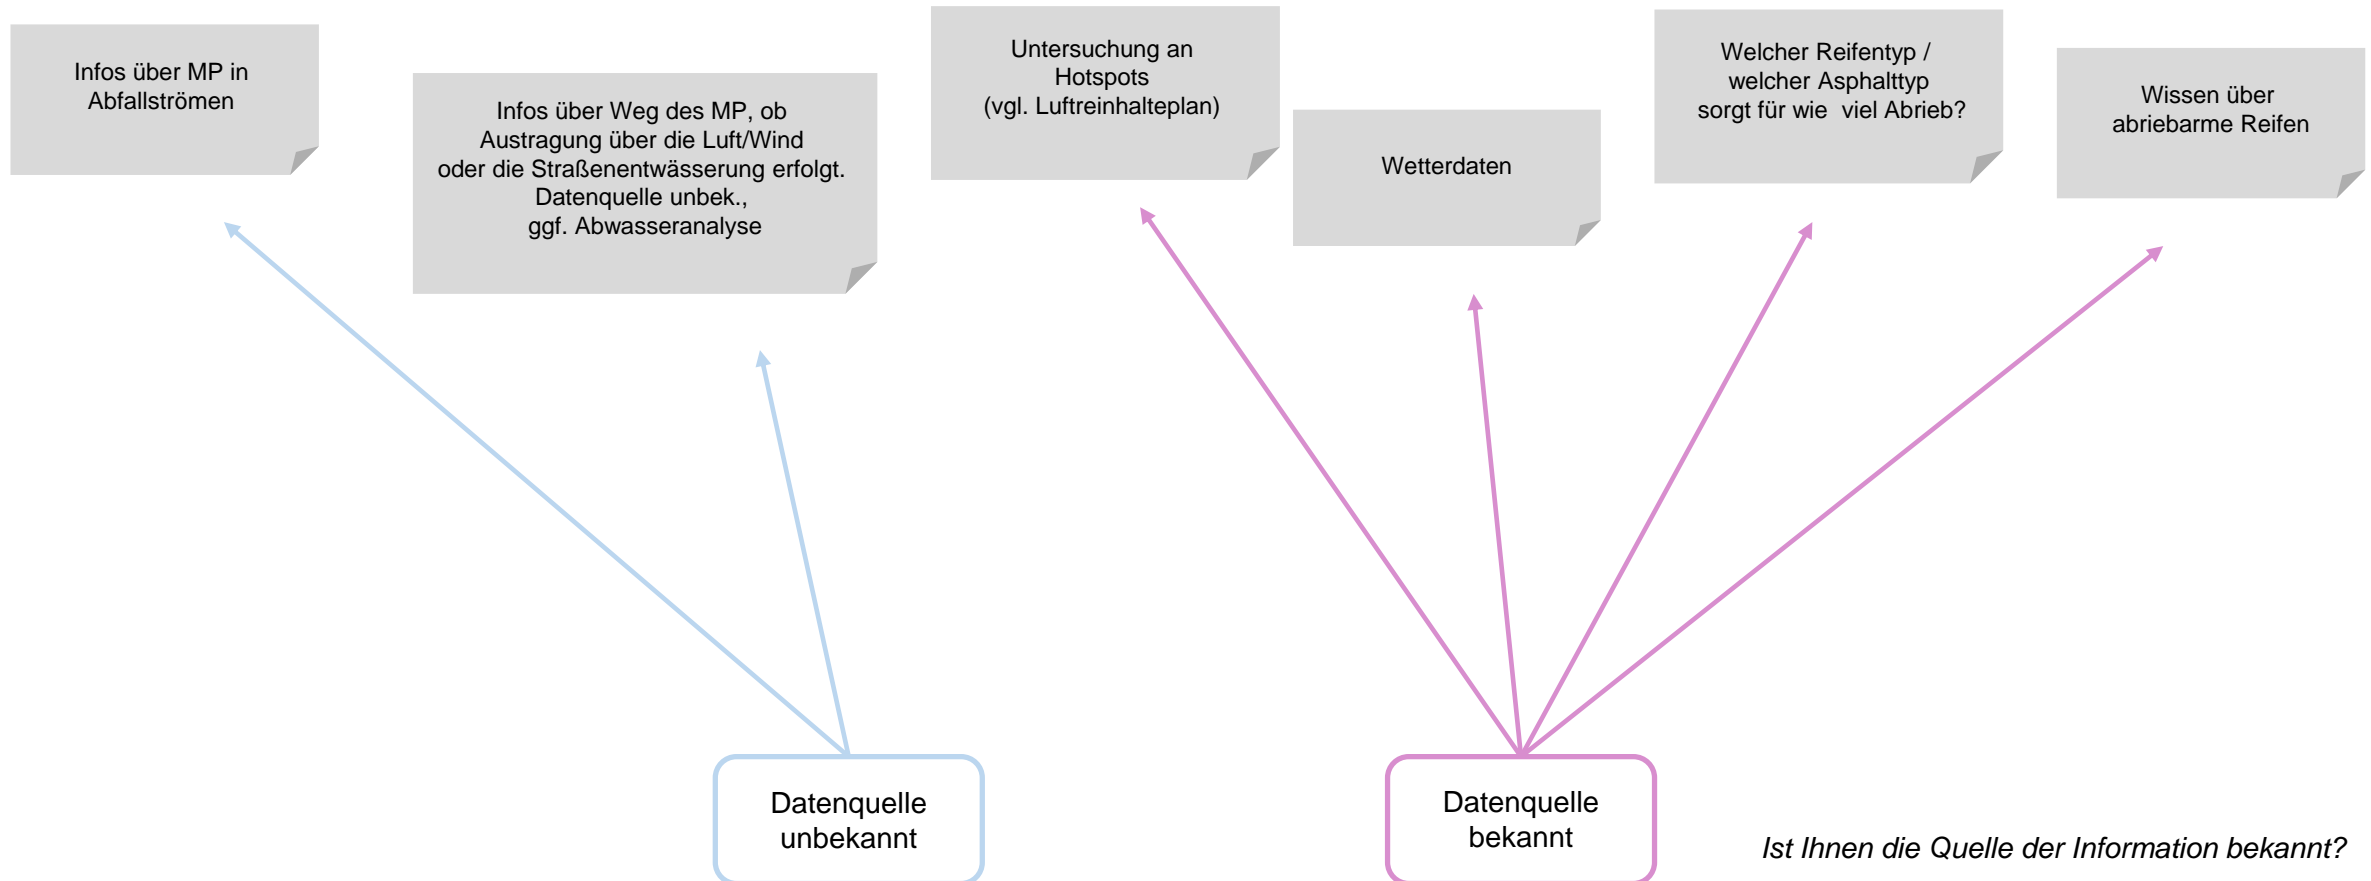 Infos über MP in
Abfallströmen
Infos über Weg des MP, ob
Austragung über die Luft/Wind
oder die Straßenentwässerung erfolgt.
Datenquelle unbek.,
ggf. Abwasseranalyse
Untersuchung an
Hotspots
(vgl. Luftreinhalteplan)
Wetterdaten
Welcher Reifentyp /
welcher Asphalttyp
sorgt für wie  viel Abrieb?
Wissen über
abriebarme Reifen
Datenquelle
unbekannt
Datenquelle
bekannt
Ist Ihnen die Quelle der Information bekannt?